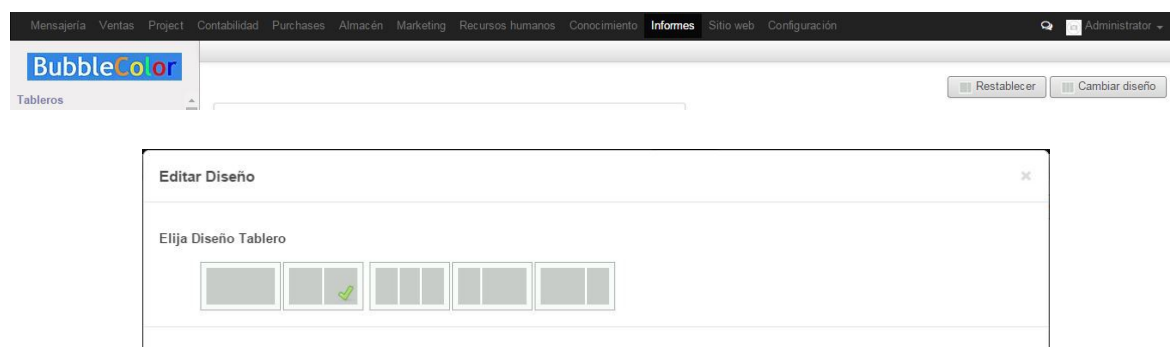 Mensajería Ventas Project Contabilidad Purchases Almacén Marketing Recursos humanos Conocimiento Informes Sitio web Configuración Administrator
BubbleColor
Restablecer Cambiar diseño
Tableros
Editar Diseño
Elija Diseño Tablero